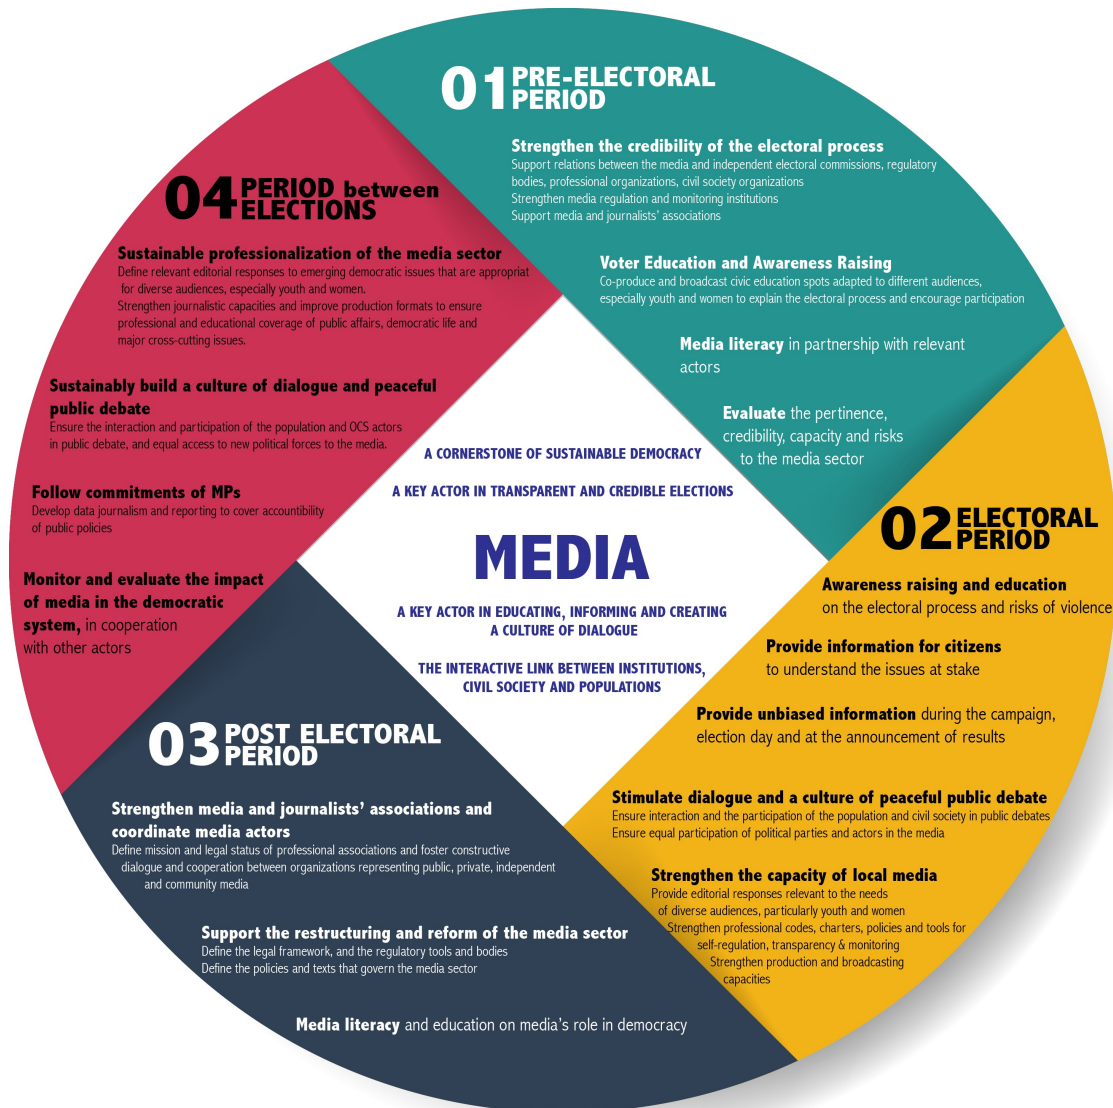 01 PRE-ELECTORAL
PERIOD
Strengthen the credibility of the electoral process
Support relations between the media and independent electoral commissions, regulatory
bodies, professional organizations, civil society organizations
Strengthen media regulation and monitoring institutions
Support media and journalists' associations
Voter Education and Awareness Raising
Co-produce and broadcast civic education spots adapted to different audiences,
especially youth and women to explain the electoral process and encourage participation
Media literacy in partnership with relevant
actors
Evaluate the pertinence,
credibility, capacity and risks
to the media sector
02 ELECTORAL
PERIOD
Awareness raising and education
on the electoral process and risks of violence
Provide information for citizens
to understand the issues at stake
Provide unbiased information during the campaign,
election day and at the announcement of results
Stimulate dialogue and a culture of peaceful public debate
Ensure interaction and the participation of the population and civil society in public debates
Ensure equal participation of political parties and actors in the media
Strengthen the capacity of local media
Provide editorial responses relevant to the needs
of diverse audiences, particularly youth and women
Strengthen professional codes, charters, policies and tools for
self-regulation, transparency & monitoring
Strengthen production and broadcasting
capacities
03 POST ELECTORAL
PERIOD
Strengthen media and journalists' associations and
coordinate media actors
Define mission and legal status of professional associations and foster constructive
dialogue and cooperation between organizations representing public, private, independent
and community media
Support the restructuring and reform of the media sector
Define the legal framework, and the regulatory tools and bodies
Define the policies and texts that govern the media sector
Media literacy and education on media's role in democracy
04 PERIOD between
ELECTIONS
Sustainable professionalization of the media sector
Define relevant editorial responses to emerging democratic issues that are appropriat
for diverse audiences, especially youth and women.
Strengthen journalistic capacities and improve production formats to ensure
professional and educational coverage of public affairs, democratic life and
major cross-cutting issues.
Sustainably build a culture of dialogue and peaceful
public debate
Ensure the interaction and participation of the population and OCS actors
in public debate, and equal access to new political forces to the media.
Follow commitments of MPs
Develop data journalism and reporting to cover accountibility
of public policies
Monitor and evaluate the impact
of media in the democratic
system, in cooperation
with other actors
A CORNERSTONE OF SUSTAINABLE DEMOCRACY
A KEY ACTOR IN TRANSPARENT AND CREDIBLE ELECTIONS
MEDIA
A KEY ACTOR IN EDUCATING, INFORMING AND CREATING
A CULTURE OF DIALOGUE
THE INTERACTIVE LINK BETWEEN INSTITUTIONS,
CIVIL SOCIETY AND POPULATIONS